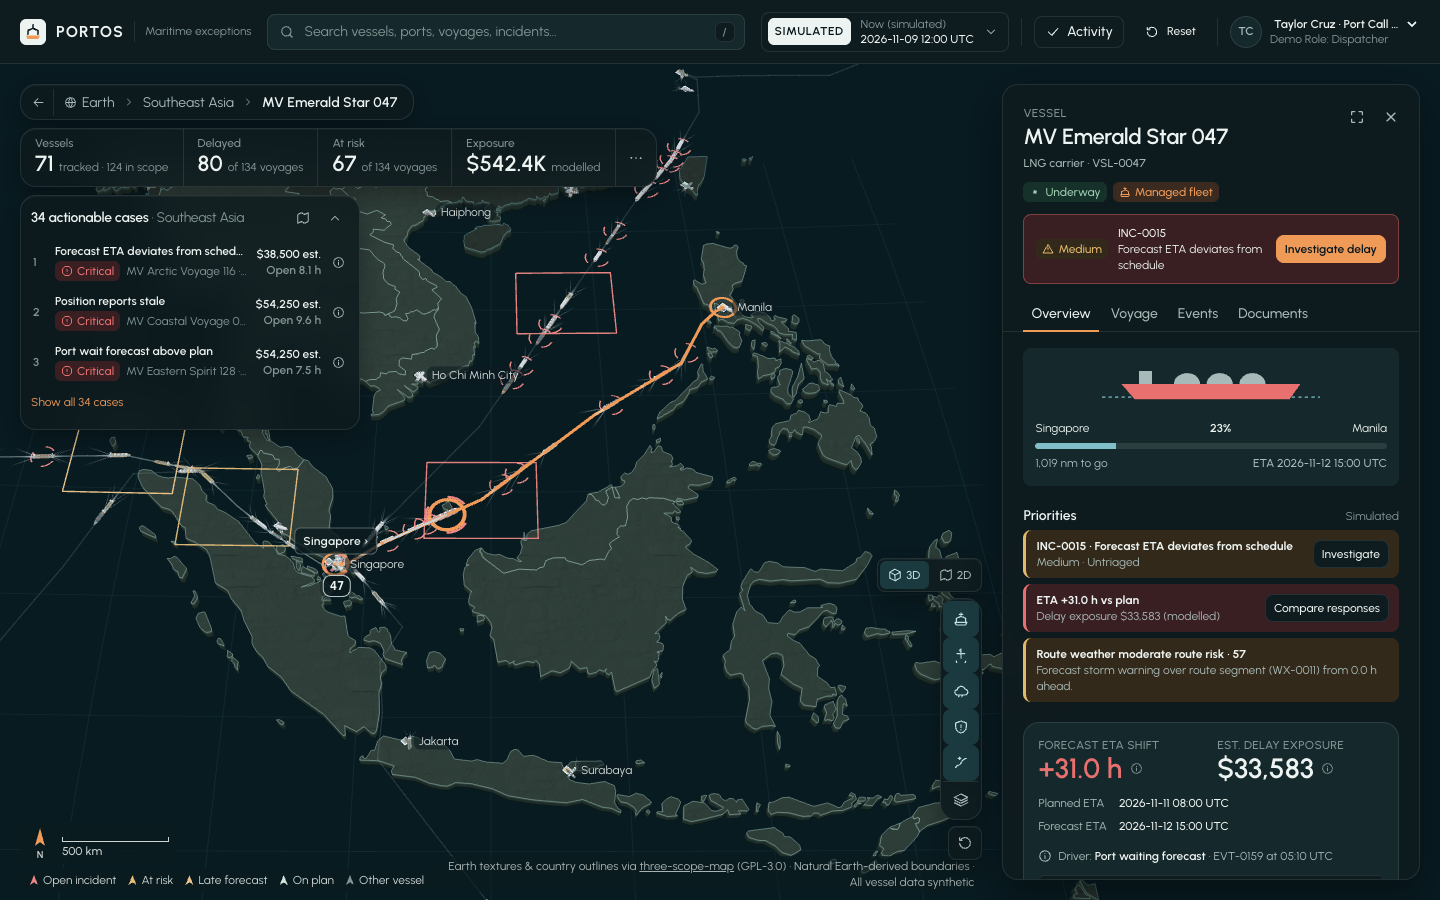 PORTOS
Maritime exceptions
Search vessels, ports, voyages, incidents...
/
SIMULATED
Now (simulated)
2026-11-09 12:00 UTC
Activity
Reset
TC
Taylor Cruz · Port Call ...
Demo Role: Dispatcher
Earth
Southeast Asia
MV Emerald Star 047
Vessels
71 tracked · 124 in scope
Delayed
80 of 134 voyages
At risk
67 of 134 voyages
Exposure
$542.4K modelled
...
34 actionable cases · Southeast Asia
1
Forecast ETA deviates from sched...
$38,500 est.
Critical
MV Arctic Voyage 116 ·...
Open 8.1 h
2
Position reports stale
$54,250 est.
Critical
MV Coastal Voyage 0...
Open 9.6 h
3
Port wait forecast above plan
$54,250 est.
Critical
MV Eastern Spirit 128 ·...
Open 7.5 h
Show all 34 cases
Haiphong
Manila
Ho Chi Minh City
Singapore ›
Singapore
47
Jakarta
Surabaya
3D
2D
N
500 km
Open incident
At risk
Late forecast
On plan
Other vessel
Earth textures & country outlines via three-scope-map (GPL-3.0) · Natural Earth-derived boundaries ·
All vessel data synthetic
VESSEL
MV Emerald Star 047
LNG carrier · VSL-0047
Underway
Managed fleet
Medium
INC-0015
Forecast ETA deviates from
schedule
Investigate delay
Overview
Voyage
Events
Documents
Singapore
23%
Manila
1,019 nm to go
ETA 2026-11-12 15:00 UTC
Priorities
Simulated
INC-0015 · Forecast ETA deviates from schedule
Medium · Untriaged
Investigate
ETA +31.0 h vs plan
Delay exposure $33,583 (modelled)
Compare responses
Route weather moderate route risk · 57
Forecast storm warning over route segment (WX-0011) from 0.0 h
ahead.
FORECAST ETA SHIFT
+31.0 h
EST. DELAY EXPOSURE
$33,583
Planned ETA
2026-11-11 08:00 UTC
Forecast ETA
2026-11-12 15:00 UTC
Driver: Port waiting forecast · EVT-0159 at 05:10 UTC